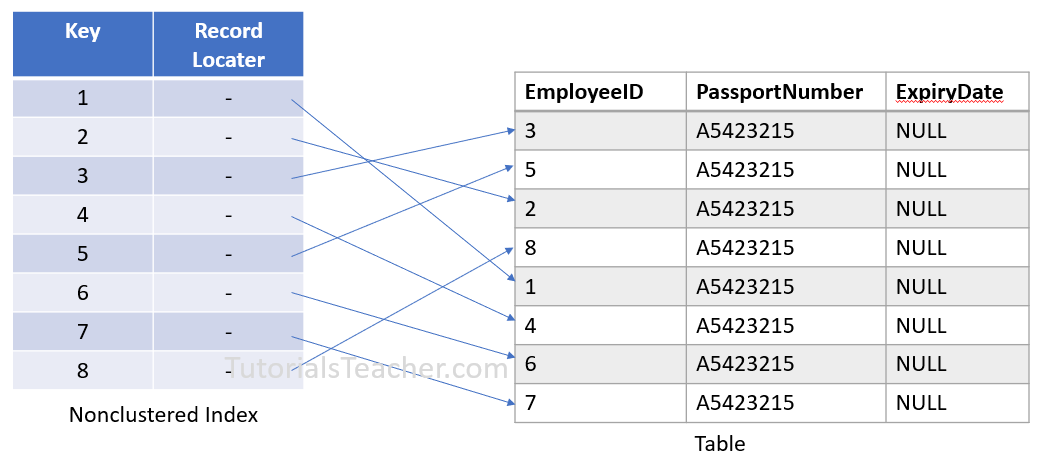 Key Record
Locater
1 -
2 -
3 -
4 -
5 -
6 -
7 -
8 -
Nonclustered Index
EmployeeID PassportNumber ExpiryDate
3 A5423215 NULL
5 A5423215 NULL
2 A5423215 NULL
8 A5423215 NULL
1 A5423215 NULL
4 A5423215 NULL
6 A5423215 NULL
7 A5423215 NULL
Table
TutorialsTeacher.com